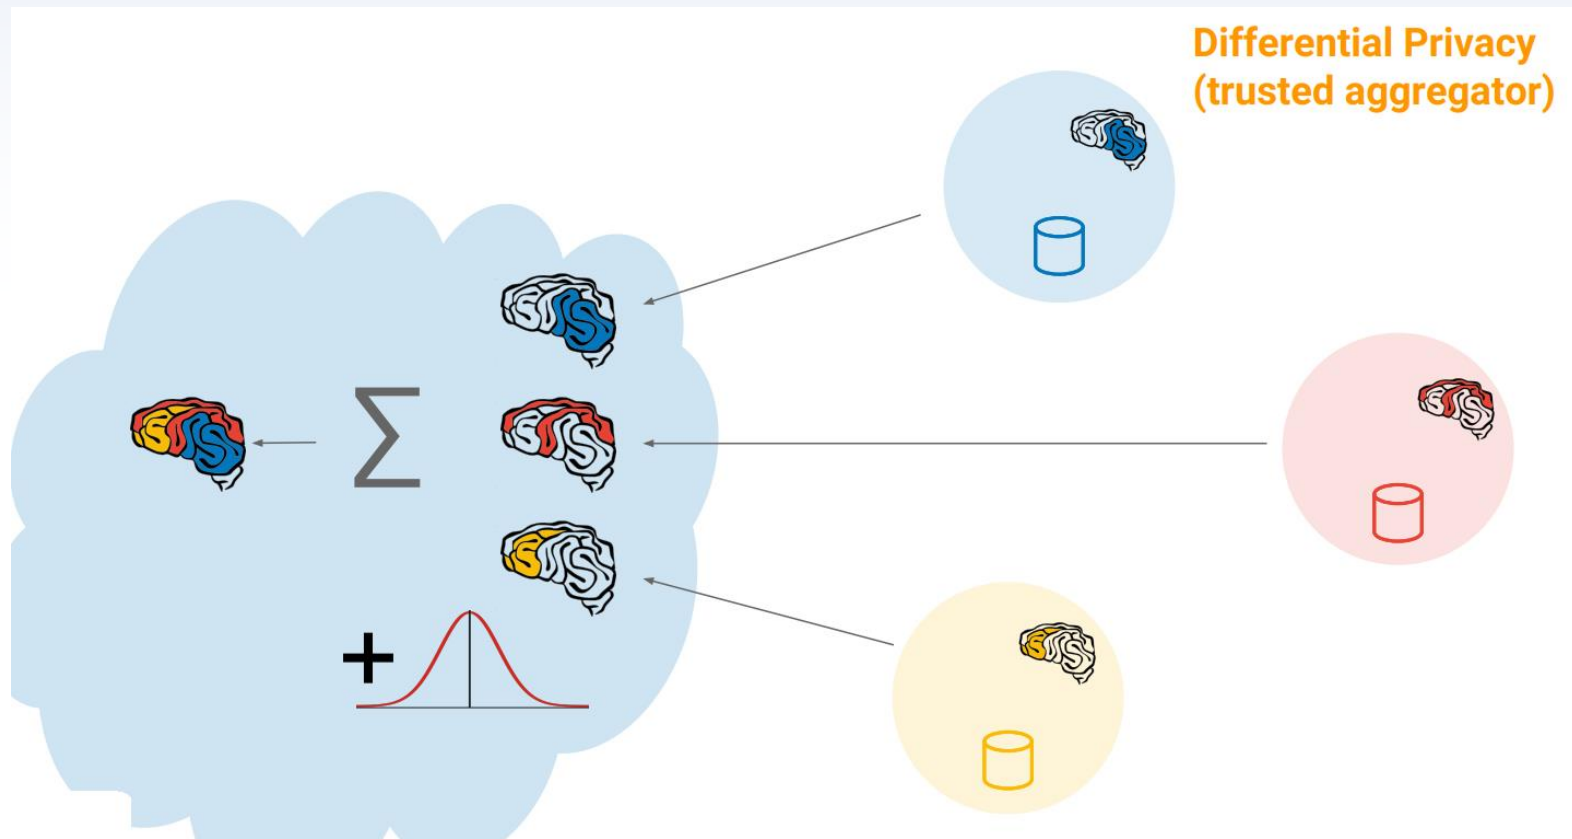 Differential Privacy
(trusted aggregator)
∑
+